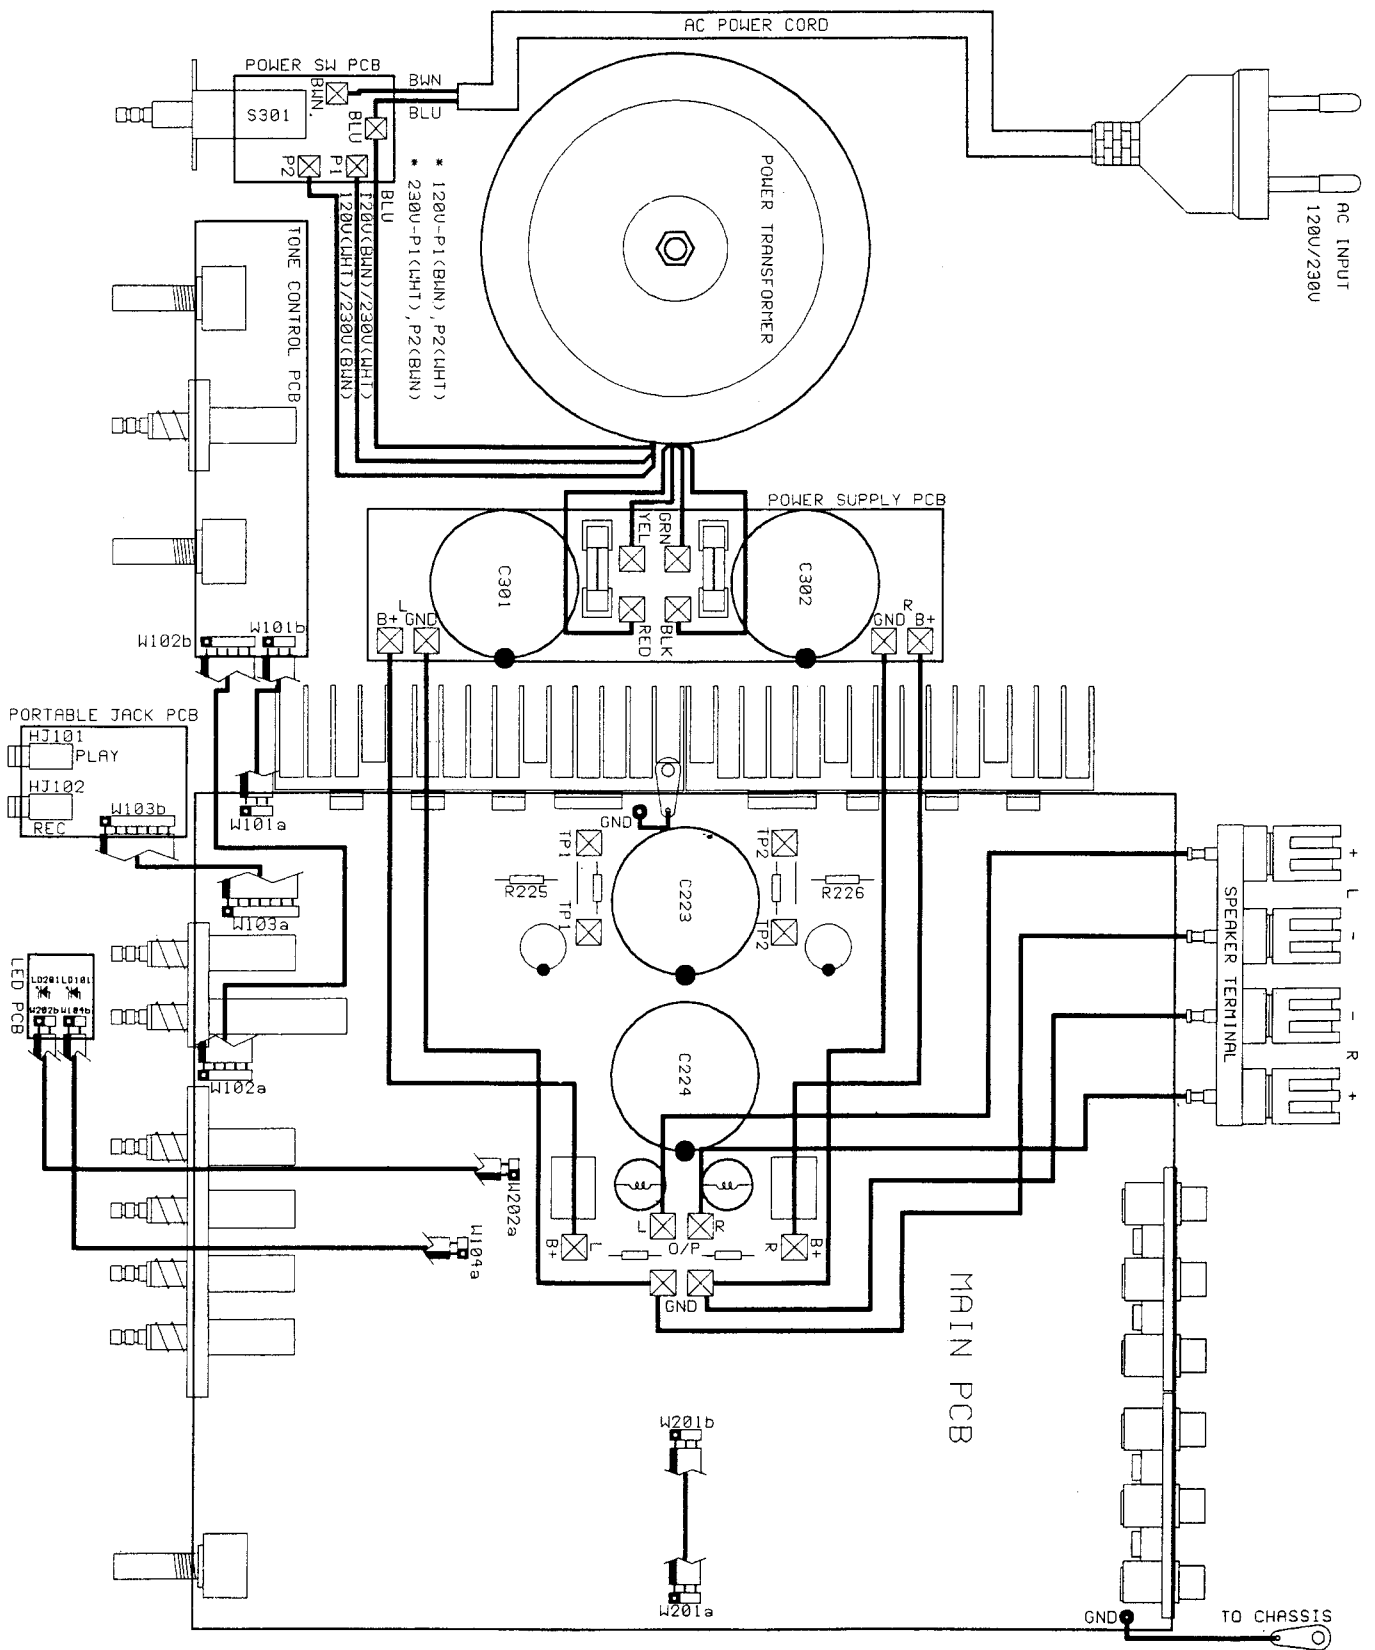 AC POWER CORD
POWER SW PCB
BWN
BWN.
BLU
S301
BLU
P2
P1
BLU
* 120V-P1(BWN),P2(WHT)
* 230V-P1(WHT),P2(BWN)
120V(BWN)/230V(WHT)
120V(WHT)/230V(BWN)
POWER TRANSFORMER
AC INPUT
120V/230V
TONE CONTROL PCB
POWER SUPPLY PCB
YEL
GRN
C301
C302
L
B+ GND
RED
BLK
R
GND B+
W102b
W101b
PORTABLE JACK PCB
HJ101
PLAY
HJ102
REC
W103b
W101a
GND
TP1
TP2
R225
C223
R226
TP1
TP2
W103a
+
L
-
SPEAKER TERMINAL
-
R
+
LED PCB
LD201 LD101
W202b W104b
W102a
C224
W202a
W104a
L
R
O/P
B+
L
R
B+
GND
MAIN PCB
W201b
W201a
GND
TO CHASSIS